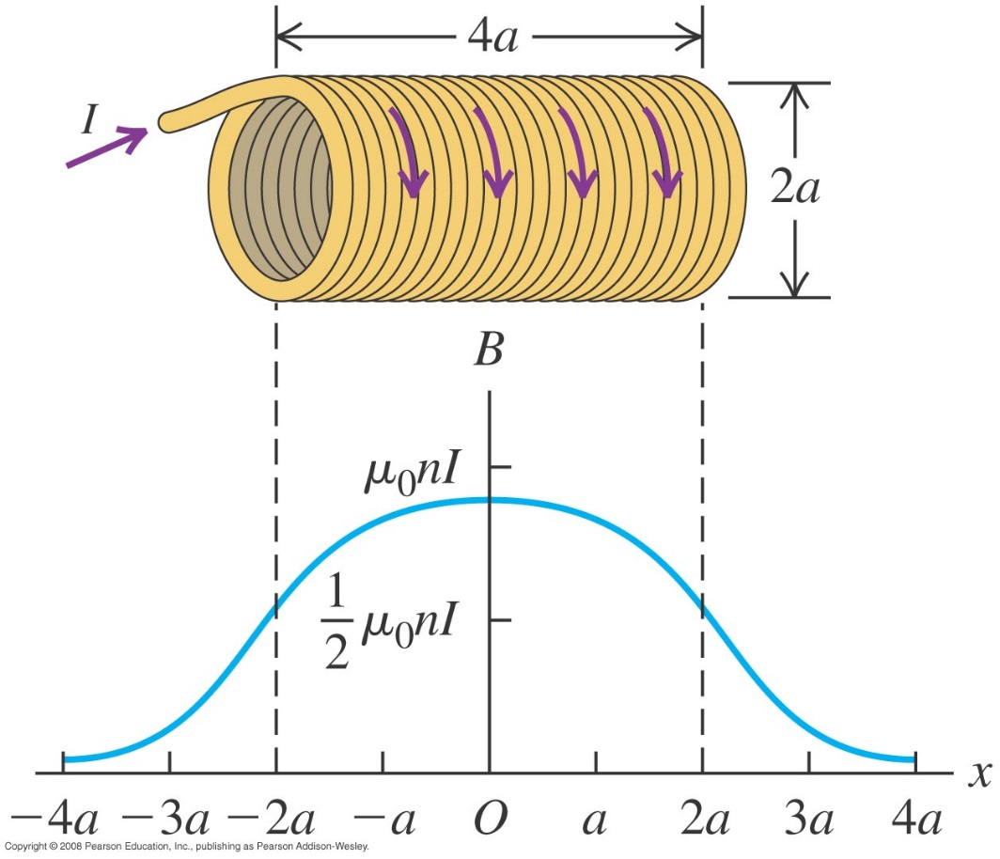 4a
I
2a
B
μ₀nI
1/2 μ₀nI
x
−4a −3a −2a −a O a 2a 3a 4a
Copyright © 2008 Pearson Education, Inc., publishing as Pearson Addison-Wesley.